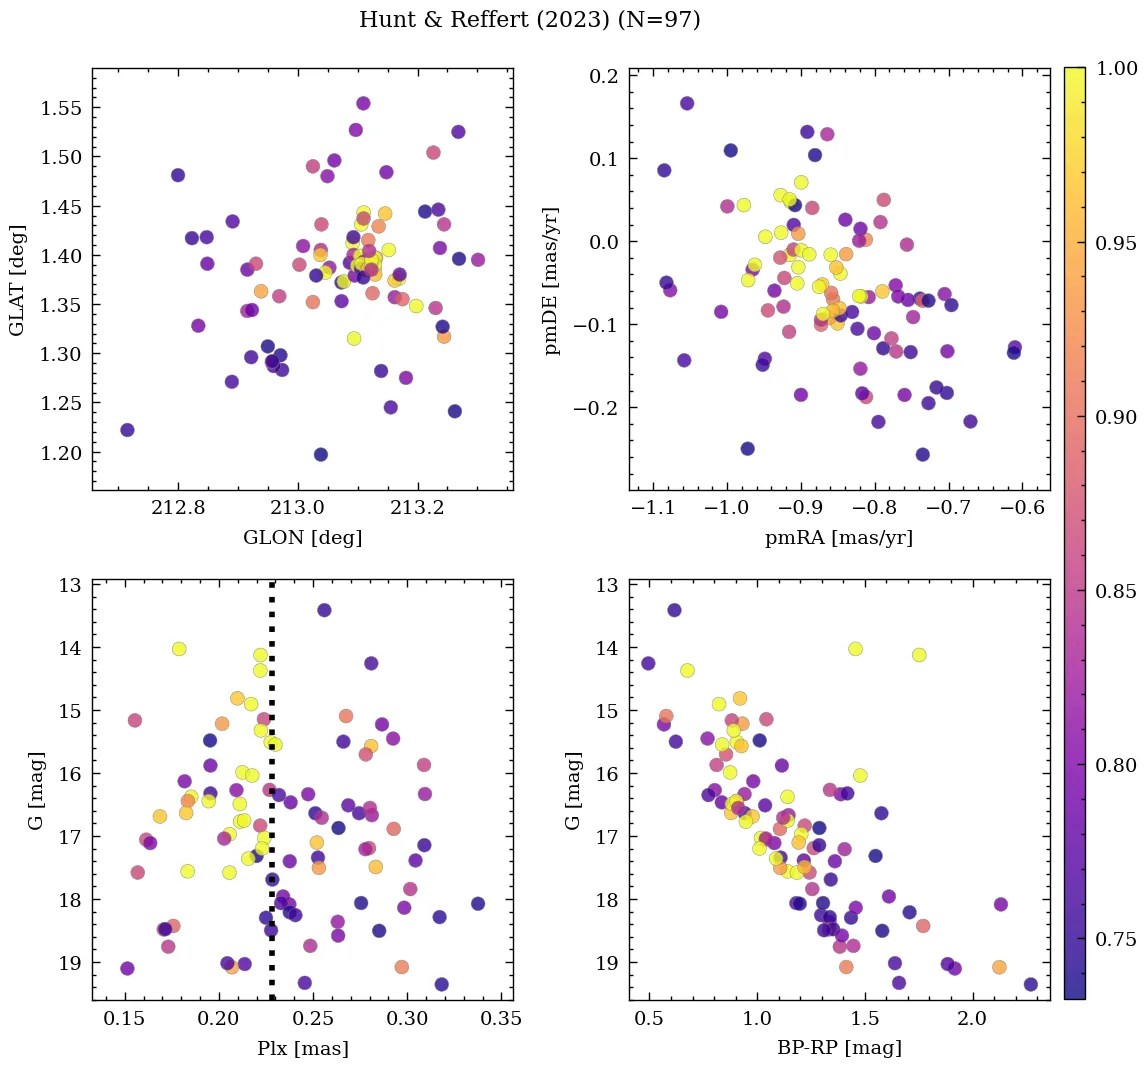 Hunt & Reffert (2023) (N=97)
GLAT [deg]
1.55
1.50
1.45
1.40
1.35
1.30
1.25
1.20
212.8 213.0 213.2
GLON [deg]
pmDE [mas/yr]
0.2
0.1
0.0
−0.1
−0.2
−1.1 −1.0 −0.9 −0.8 −0.7 −0.6
pmRA [mas/yr]
G [mag]
13
14
15
16
17
18
19
0.15 0.20 0.25 0.30 0.35
Plx [mas]
G [mag]
13
14
15
16
17
18
19
0.5 1.0 1.5 2.0
BP-RP [mag]
1.00
0.95
0.90
0.85
0.80
0.75